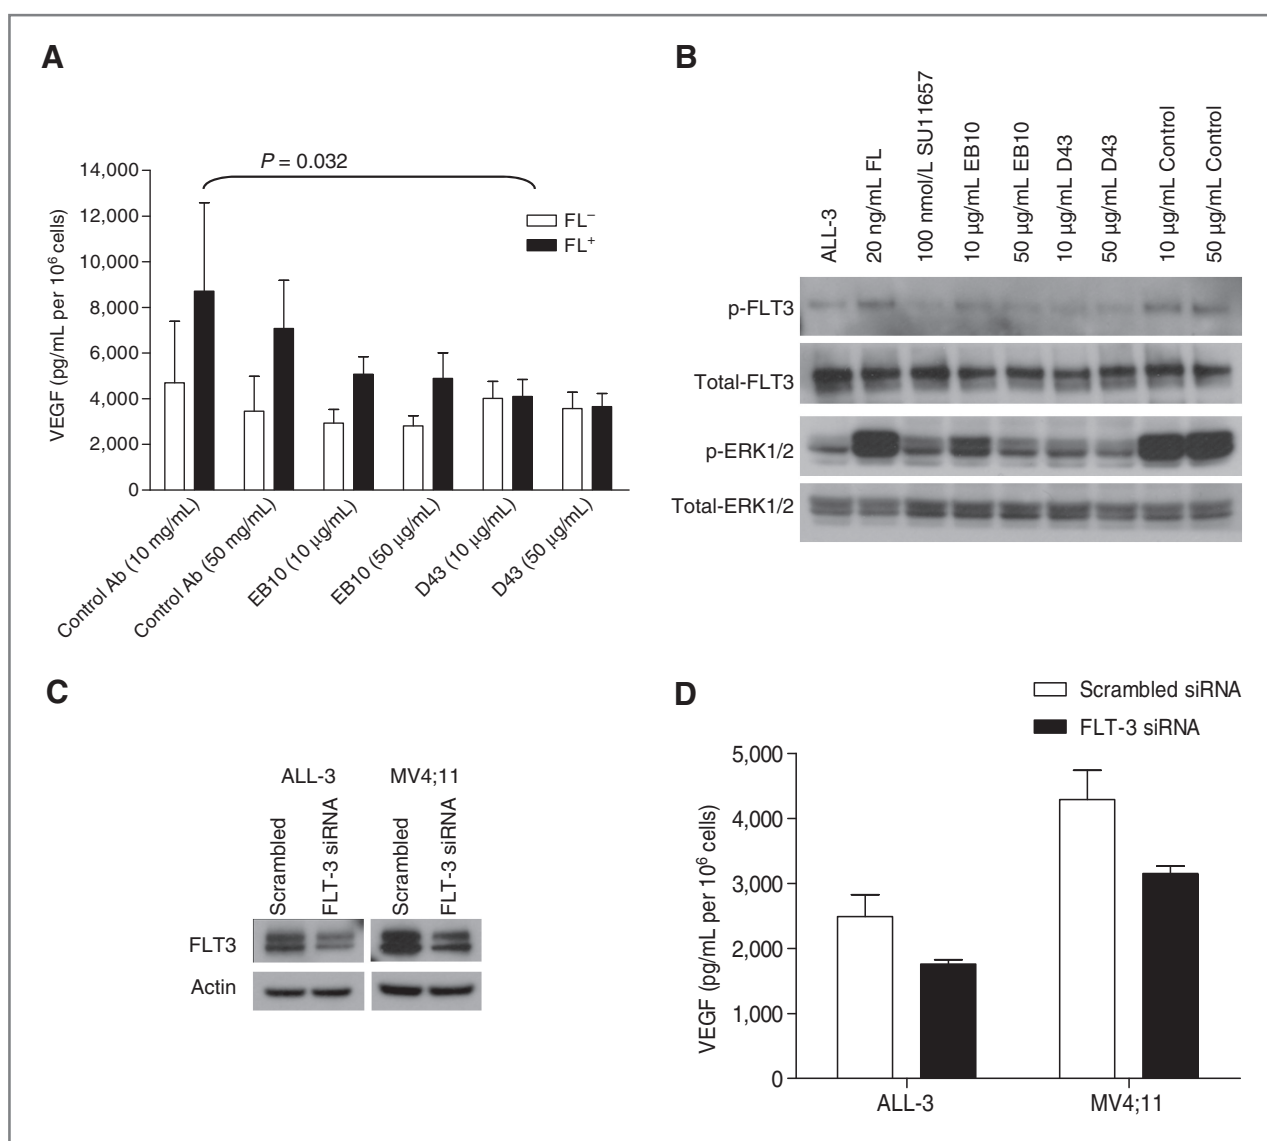 A
P = 0.032
14,000
12,000
10,000
8,000
6,000
4,000
2,000
0
VEGF (pg/mL per 10⁶ cells)
FL⁻
FL⁺
Control Ab (10 mg/mL)
Control Ab (50 mg/mL)
EB10 (10 µg/mL)
EB10 (50 µg/mL)
D43 (10 µg/mL)
D43 (50 µg/mL)
B
ALL-3
20 ng/mL FL
100 nmol/L SU11657
10 µg/mL EB10
50 µg/mL EB10
10 µg/mL D43
50 µg/mL D43
10 µg/mL Control
50 µg/mL Control
p-FLT3
Total-FLT3
p-ERK1/2
Total-ERK1/2
C
ALL-3
MV4;11
Scrambled
FLT-3 siRNA
Scrambled
FLT-3 siRNA
FLT3
Actin
D
Scrambled siRNA
FLT-3 siRNA
5,000
4,000
3,000
2,000
1,000
0
VEGF (pg/mL per 10⁶ cells)
ALL-3
MV4;11